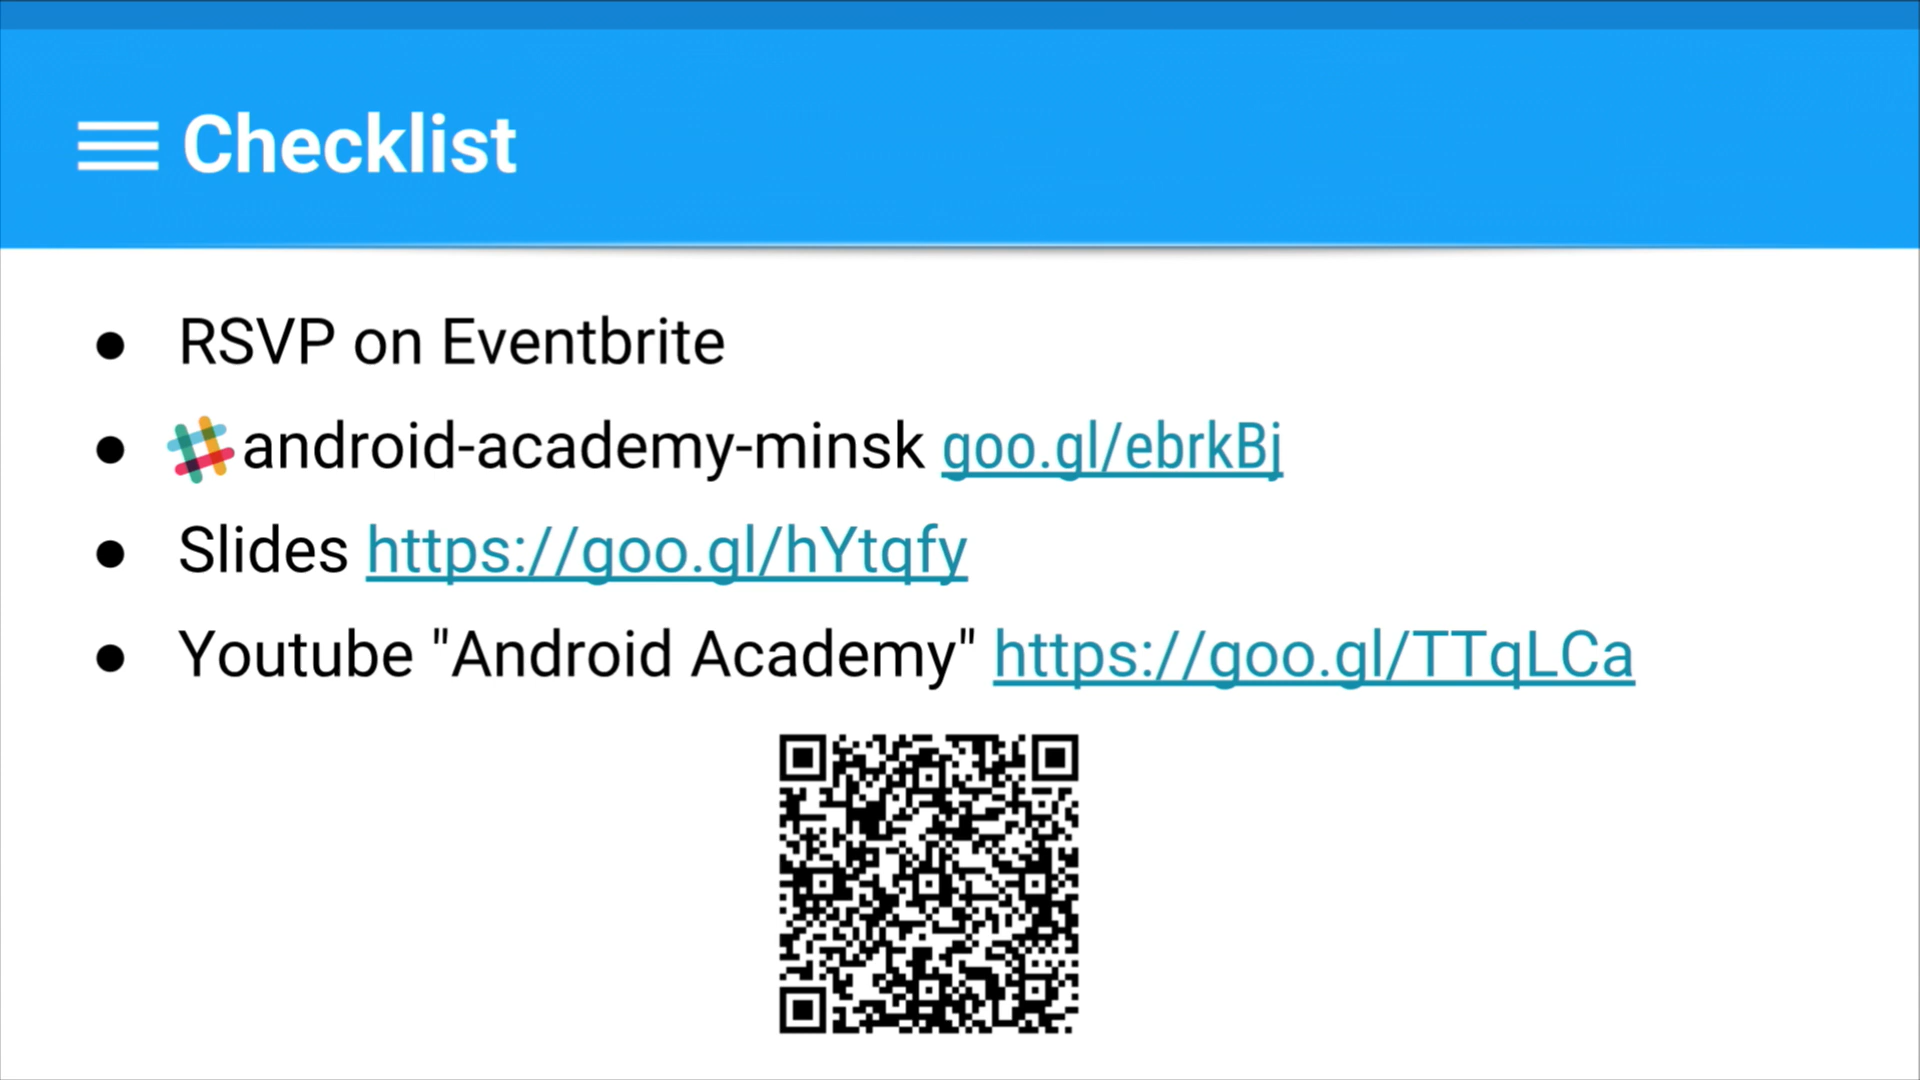 Checklist
RSVP on Eventbrite
android-academy-minsk goo.gl/ebrkBj
Slides https://goo.gl/hYtqfy
Youtube "Android Academy" https://goo.gl/TTqLCa